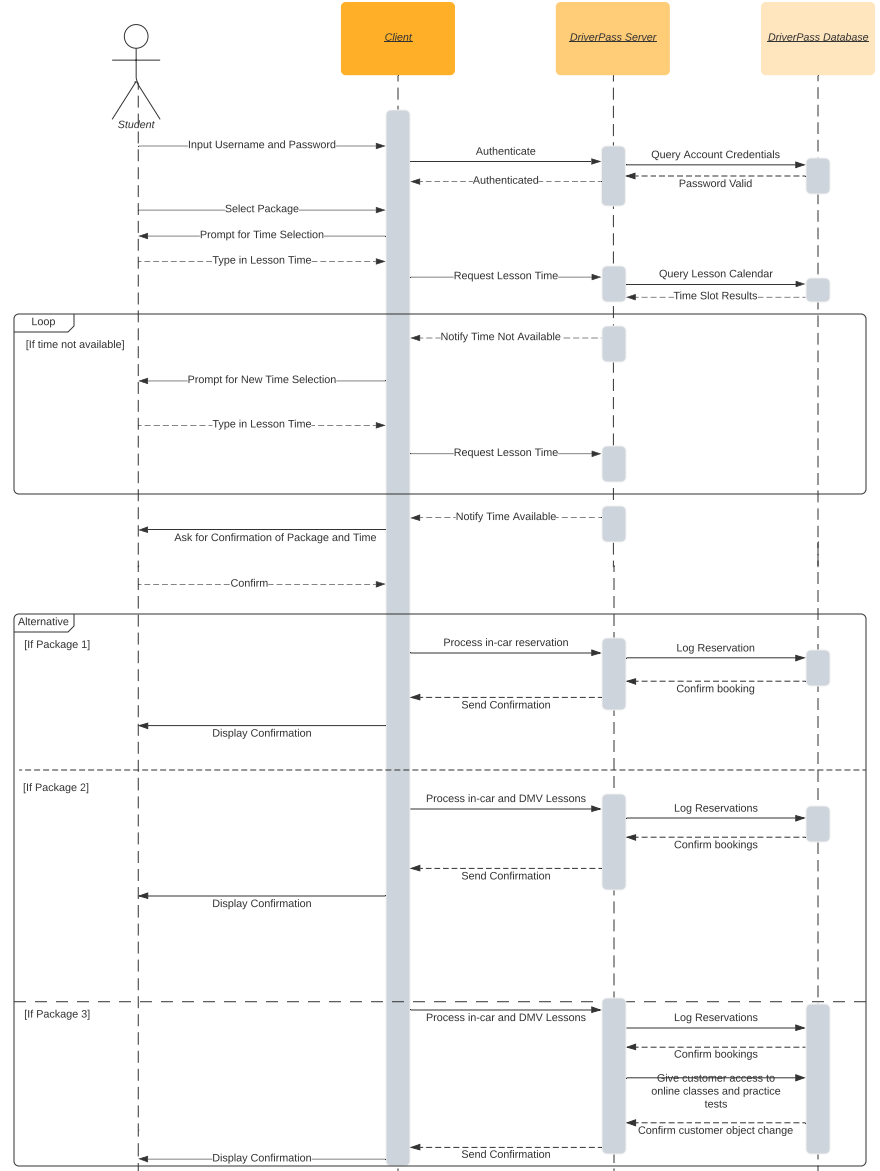 Client
DriverPass Server
DriverPass Database
Student
Input Username and Password
Authenticate
Query Account Credentials
Authenticated
Password Valid
Select Package
Prompt for Time Selection
Type in Lesson Time
Request Lesson Time
Query Lesson Calendar
Time Slot Results
Loop
[If time not available]
Notify Time Not Available
Prompt for New Time Selection
Type in Lesson Time
Request Lesson Time
Notify Time Available
Ask for Confirmation of Package and Time
Confirm
Alternative
[If Package 1]
Process in-car reservation
Log Reservation
Confirm booking
Send Confirmation
Display Confirmation
[If Package 2]
Process in-car and DMV Lessons
Log Reservations
Confirm bookings
Send Confirmation
Display Confirmation
[If Package 3]
Process in-car and DMV Lessons
Log Reservations
Confirm bookings
Give customer access to
online classes and practice
tests
Confirm customer object change
Send Confirmation
Display Confirmation